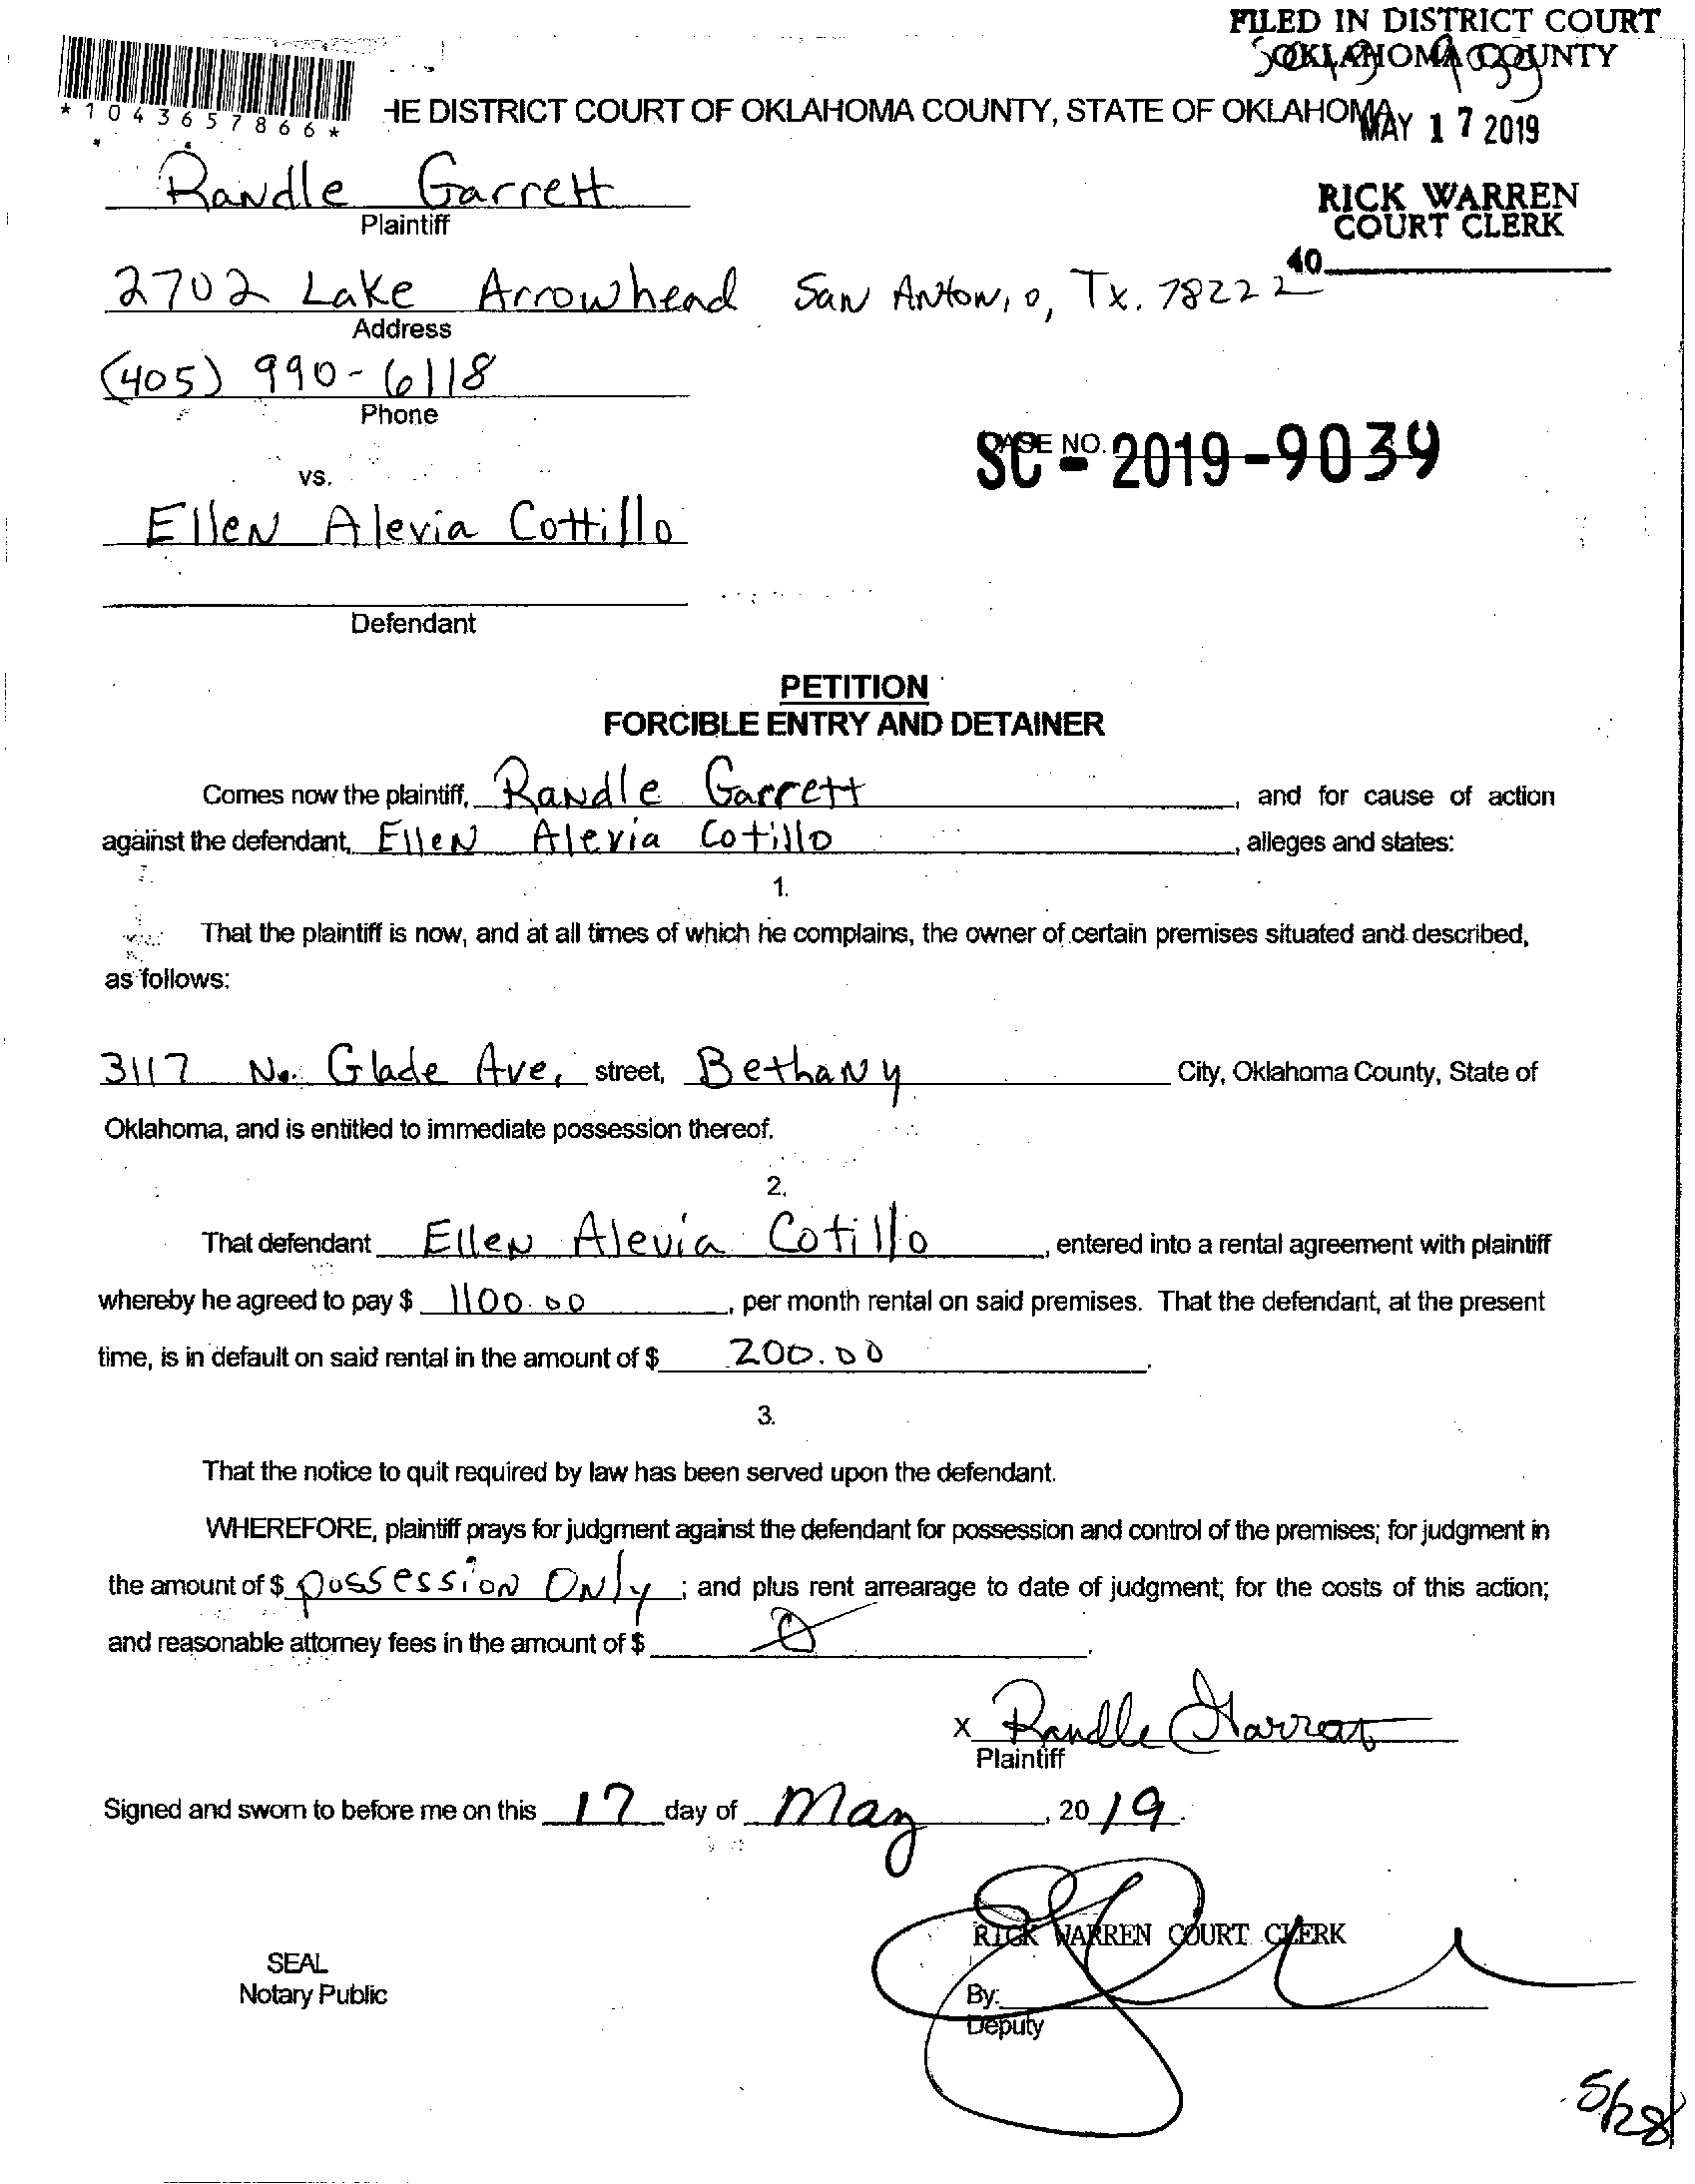 FILED IN DISTRICT COURT
OKLAHOMA COUNTY
*1043657866*
HE DISTRICT COURT OF OKLAHOMA COUNTY, STATE OF OKLAHOMA
MAY 17 2019
Randle Garrett
Plaintiff
RICK WARREN
COURT CLERK
40
2702 Lake Arrowhead San Antonio, Tx. 78222
Address
(405) 990-6118
Phone
CASE NO.
SC - 2019-9039
vs.
Ellen Alevia Cottillo
Defendant
PETITION
FORCIBLE ENTRY AND DETAINER
Comes now the plaintiff, Randle Garrett, and for cause of action
against the defendant, Ellen Alevia Cotillo, alleges and states:
1.
That the plaintiff is now, and at all times of which he complains, the owner of certain premises situated and described,
as follows:
3117 No. Glade Ave, street, Bethany City, Oklahoma County, State of
Oklahoma, and is entitled to immediate possession thereof.
2.
That defendant Ellen Alevia Cotillo, entered into a rental agreement with plaintiff
whereby he agreed to pay $ 1100.00, per month rental on said premises. That the defendant, at the present
time, is in default on said rental in the amount of $ 200.00.
3.
That the notice to quit required by law has been served upon the defendant.
WHEREFORE, plaintiff prays for judgment against the defendant for possession and control of the premises; for judgment in
the amount of $ possession Only; and plus rent arrearage to date of judgment; for the costs of this action;
and reasonable attorney fees in the amount of $ 0.
x Randle Garrett
Plaintiff
Signed and sworn to before me on this 17 day of May, 2019.
RICK WARREN COURT CLERK
SEAL
Notary Public
By:
Deputy
5/28